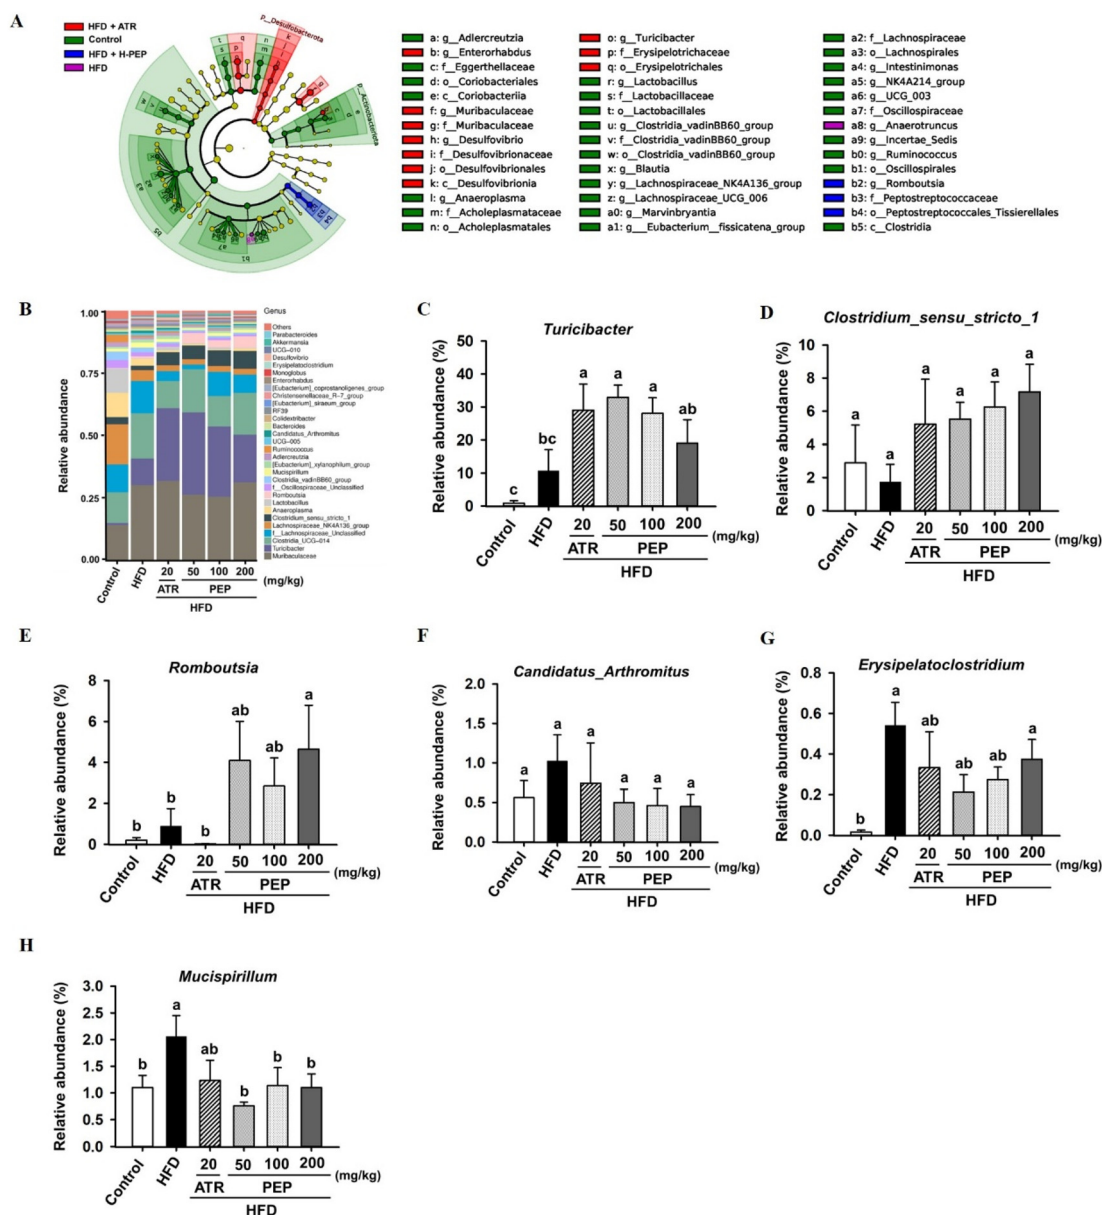 A
HFD + ATR
Control
HFD + H-PEP
HFD
p__Desulfobacterota
p__Actinobacteriota
a: g__Adlercreutzia
b: g__Enterorhabdus
c: f__Eggerthellaceae
d: o__Coriobacteriales
e: c__Coriobacteriia
f: g__Muribaculaceae
g: f__Muribaculaceae
h: g__Desulfovibrio
i: f__Desulfovibrionaceae
j: o__Desulfovibrionales
k: c__Desulfovibrionia
l: g__Anaeroplasma
m: f__Acholeplasmataceae
n: o__Acholeplasmatales
o: g__Turicibacter
p: f__Erysipelotrichaceae
q: o__Erysipelotrichales
r: g__Lactobacillus
s: f__Lactobacillaceae
t: o__Lactobacillales
u: g__Clostridia_vadinBB60_group
v: f__Clostridia_vadinBB60_group
w: o__Clostridia_vadinBB60_group
x: g__Blautia
y: g__Lachnospiraceae_NK4A136_group
z: g__Lachnospiraceae_UCG_006
a0: g__Marvinbryantia
a1: g___Eubacterium__fissicatena_group
a2: f__Lachnospiraceae
a3: o__Lachnospirales
a4: g__Intestinimonas
a5: g__NK4A214_group
a6: g__UCG_003
a7: f__Oscillospiraceae
a8: g__Anaerotruncus
a9: g__Incertae_Sedis
b0: g__Ruminococcus
b1: o__Oscillospirales
b2: g__Romboutsia
b3: f__Peptostreptococcaceae
b4: o__Peptostreptococcales_Tissierellales
b5: c__Clostridia
B
Relative abundance
1.00
0.75
0.50
0.25
0.00
Control
HFD
20
50
100
200
(mg/kg)
ATR
PEP
HFD
Genus
Others
Parabacteroides
Akkermansia
UCG-010
Desulfovibrio
Erysipelatoclostridium
Monoglobus
Enterorhabdus
[Eubacterium]_coprostanoligenes_group
Christensenellaceae_R-7_group
[Eubacterium]_siraeum_group
RF39
Colidextribacter
Bacteroides
Candidatus_Arthromitus
UCG-005
Ruminococcus
Adlercreutzia
[Eubacterium]_xylanophilum_group
Mucispirillum
Clostridia_vadinBB60_group
f__Oscillospiraceae_Unclassified
Romboutsia
Lactobacillus
Anaeroplasma
Clostridium_sensu_stricto_1
Lachnospiraceae_NK4A136_group
f__Lachnospiraceae_Unclassified
Clostridia_UCG-014
Turicibacter
Muribaculaceae
C
Turicibacter
Relative abundance (%)
50
40
30
20
10
0
c
bc
a
a
a
ab
Control
HFD
20
50
100
200
(mg/kg)
ATR
PEP
HFD
D
Clostridium_sensu_stricto_1
Relative abundance (%)
10
8
6
4
2
0
a
a
a
a
a
a
Control
HFD
20
50
100
200
(mg/kg)
ATR
PEP
HFD
E
Romboutsia
Relative abundance (%)
8
6
4
2
0
b
b
b
ab
ab
a
Control
HFD
20
50
100
200
(mg/kg)
ATR
PEP
HFD
F
Candidatus_Arthromitus
Relative abundance (%)
2.0
1.5
1.0
0.5
0.0
a
a
a
a
a
a
Control
HFD
20
50
100
200
(mg/kg)
ATR
PEP
HFD
G
Erysipelatoclostridium
Relative abundance (%)
0.8
0.6
0.4
0.2
0.0
b
a
ab
ab
ab
a
Control
HFD
20
50
100
200
(mg/kg)
ATR
PEP
HFD
H
Mucispirillum
Relative abundance (%)
3.0
2.5
2.0
1.5
1.0
0.5
0.0
b
a
ab
b
b
b
Control
HFD
20
50
100
200
(mg/kg)
ATR
PEP
HFD